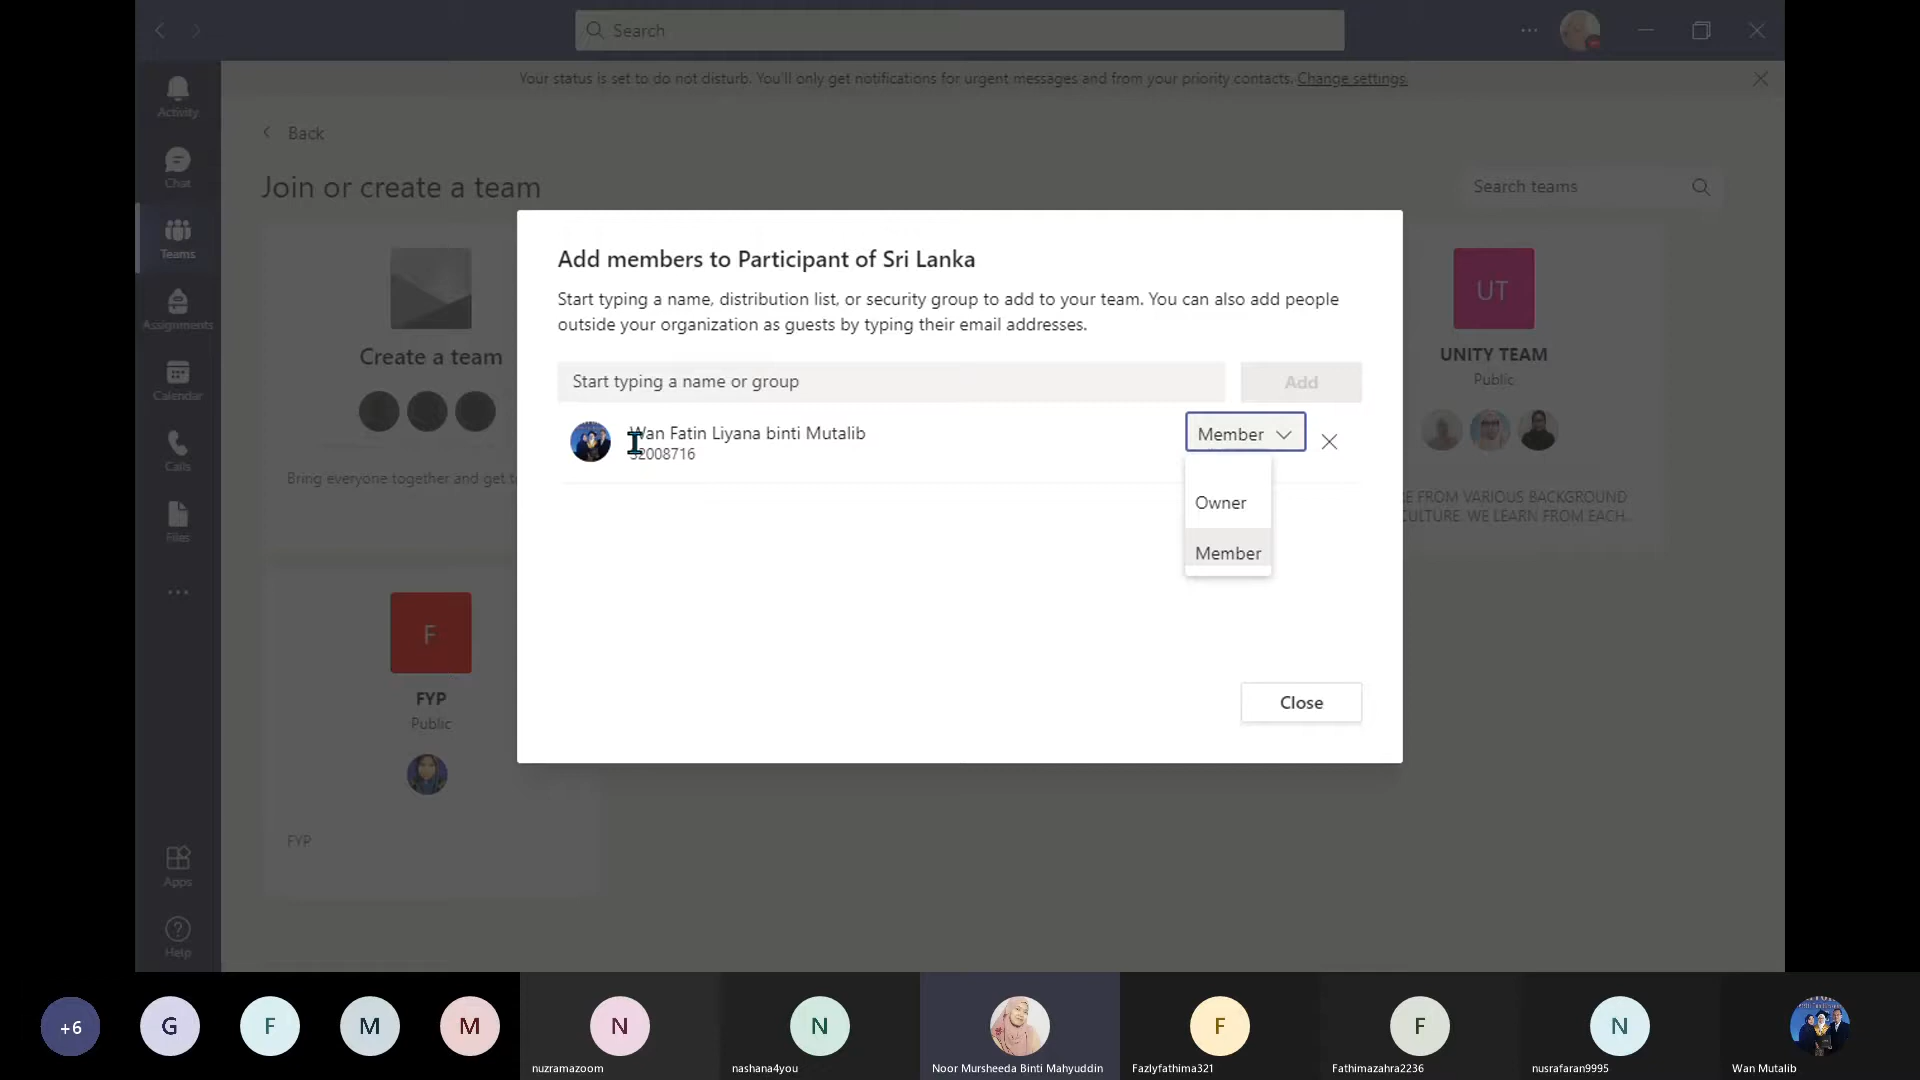 Search
Your status is set to do not disturb. You'll only get notifications for urgent messages and from your priority contacts. Change settings.
Activity
Chat
Teams
Assignments
Calendar
Calls
Files
Apps
Help
Back
Join or create a team
Search teams
Create a team
Bring everyone together and get t
UT
UNITY TEAM
Public
E FROM VARIOUS BACKGROUND
CULTURE. WE LEARN FROM EACH..
F
FYP
Public
FYP
Add members to Participant of Sri Lanka
Start typing a name, distribution list, or security group to add to your team. You can also add people
outside your organization as guests by typing their email addresses.
Start typing a name or group
Add
Wan Fatin Liyana binti Mutalib
Member
52008716
Owner
Member
Close
+6
G
F
M
M
N
N
F
F
N
nuzramazoom
nashana4you
Noor Mursheeda Binti Mahyuddin
Fazlyfathima321
Fathimazahra2236
nusrafaran9995
Wan Mutalib